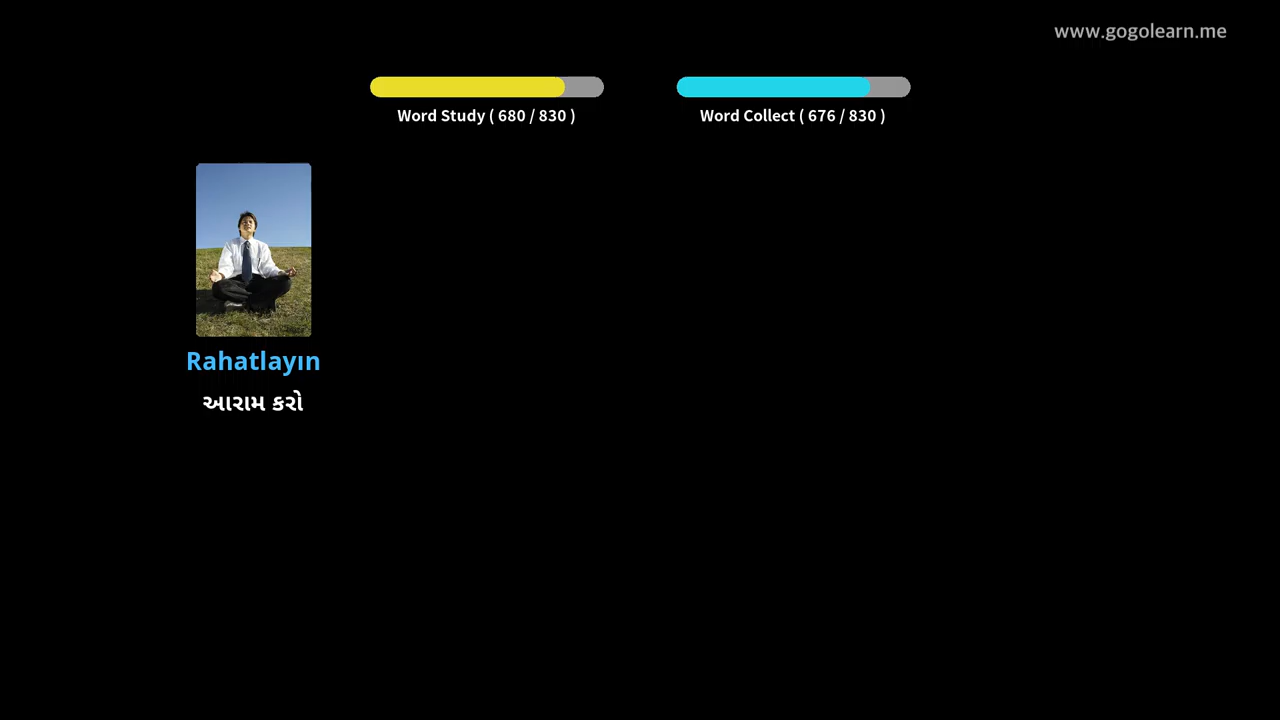 www.gogolearn.me
Word Study ( 680 / 830 )
Word Collect ( 676 / 830 )
Rahatlayın
આરામ કરો